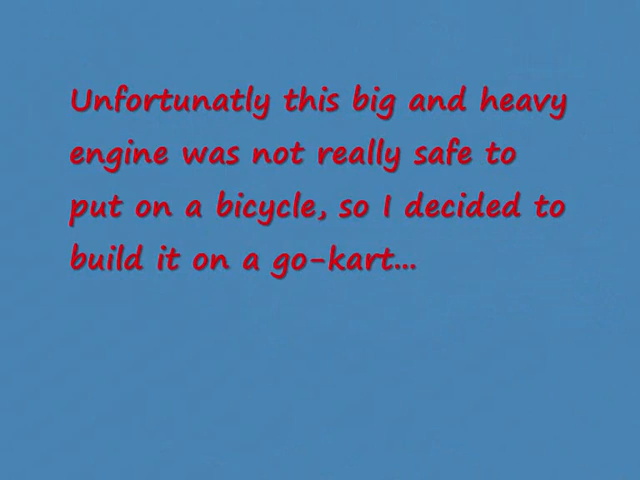 Unfortunatly this big and heavy
engine was not really safe to
put on a bicycle, so I decided to
build it on a go-kart...